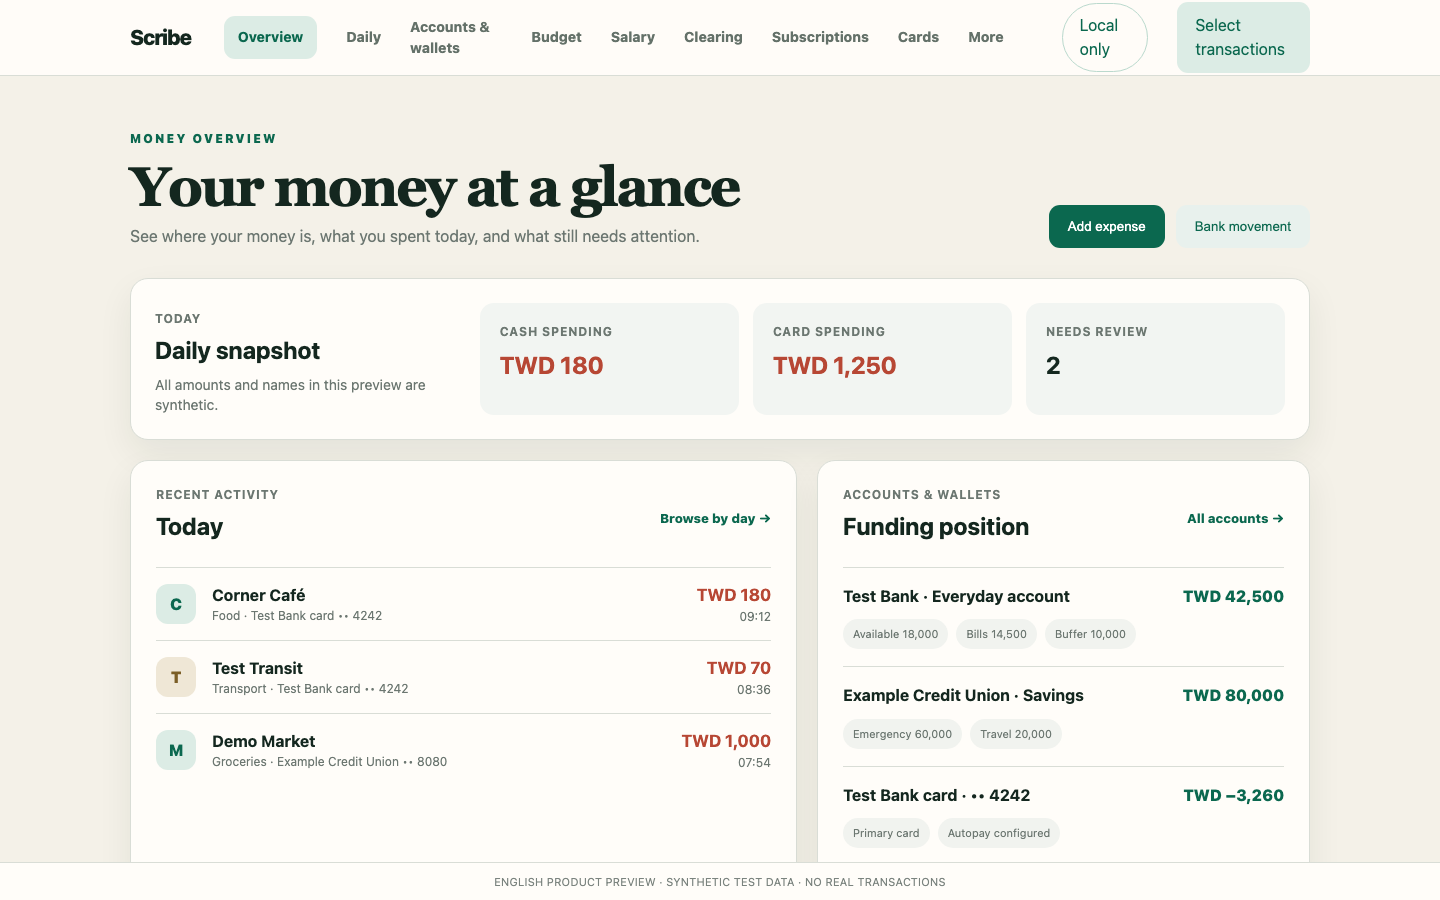 Scribe
Overview
Daily
Accounts &
wallets
Budget
Salary
Clearing
Subscriptions
Cards
More
Local
only
Select
transactions
MONEY OVERVIEW
Your money at a glance
See where your money is, what you spent today, and what still needs attention.
Add expense
Bank movement
TODAY
Daily snapshot
All amounts and names in this preview are
synthetic.
CASH SPENDING
TWD 180
CARD SPENDING
TWD 1,250
NEEDS REVIEW
2
RECENT ACTIVITY
Today
Browse by day →
C
Corner Café
Food · Test Bank card •• 4242
TWD 180
09:12
T
Test Transit
Transport · Test Bank card •• 4242
TWD 70
08:36
M
Demo Market
Groceries · Example Credit Union •• 8080
TWD 1,000
07:54
ACCOUNTS & WALLETS
Funding position
All accounts →
Test Bank · Everyday account
TWD 42,500
Available 18,000
Bills 14,500
Buffer 10,000
Example Credit Union · Savings
TWD 80,000
Emergency 60,000
Travel 20,000
Test Bank card · •• 4242
TWD −3,260
Primary card
Autopay configured
ENGLISH PRODUCT PREVIEW · SYNTHETIC TEST DATA · NO REAL TRANSACTIONS